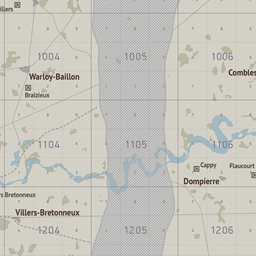 illers
1004
1005
1006
Warloy-Baillon
Combles
Braizieux
1104
1105
1106
Cappy
Flaucourt
Dompierre
rs Bretonneux
Villers-Bretonneux
1204
1205
1206